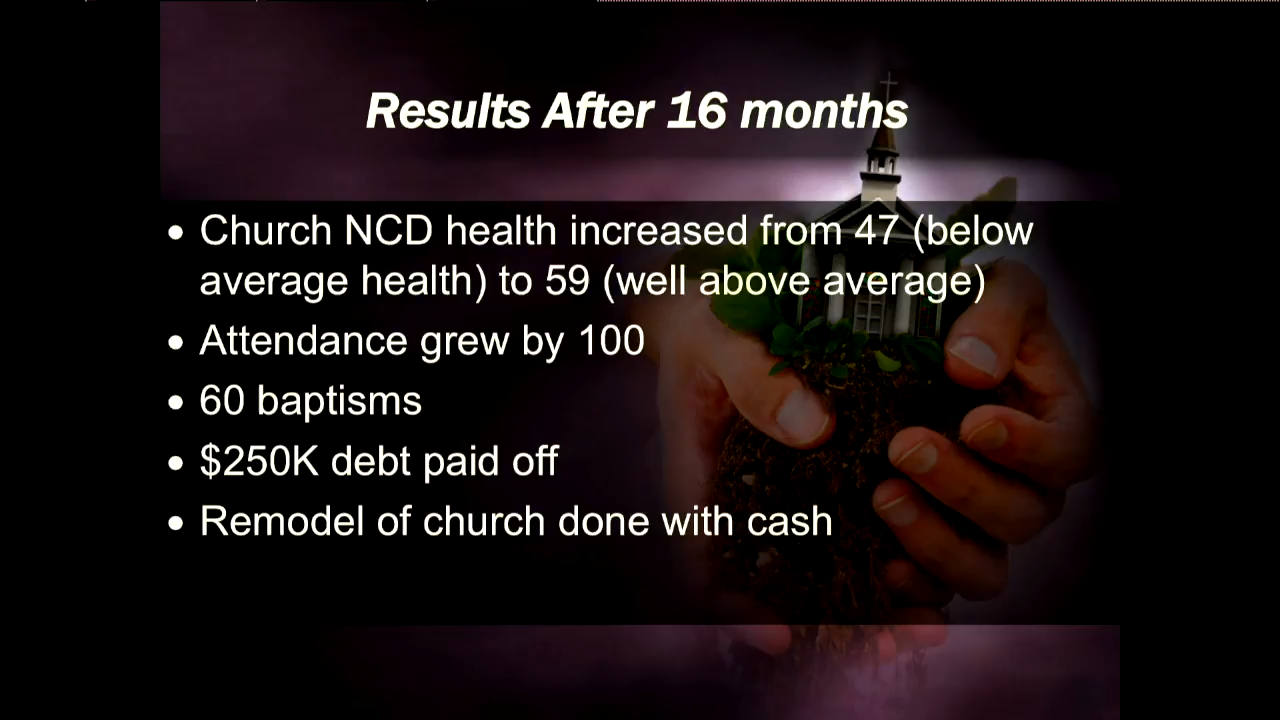 Results After 16 months
• Church NCD health increased from 47 (below
average health) to 59 (well above average)
• Attendance grew by 100
• 60 baptisms
• $250K debt paid off
• Remodel of church done with cash